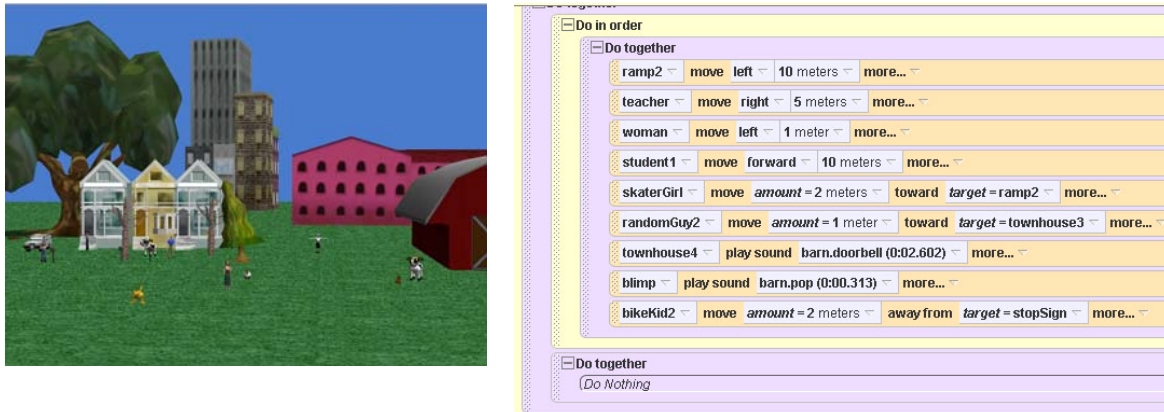 Do together
Do in order
Do together
ramp2 move left 10 meters more...
teacher move right 5 meters more...
woman move left 1 meter more...
student1 move forward 10 meters more...
skaterGirl move amount = 2 meters toward target = ramp2 more...
randomGuy2 move amount = 1 meter toward target = townhouse3 more...
townhouse4 play sound barn.doorbell (0:02.602) more...
blimp play sound barn.pop (0:00.313) more...
bikeKid2 move amount = 2 meters away from target = stopSign more...
Do together
(Do Nothing